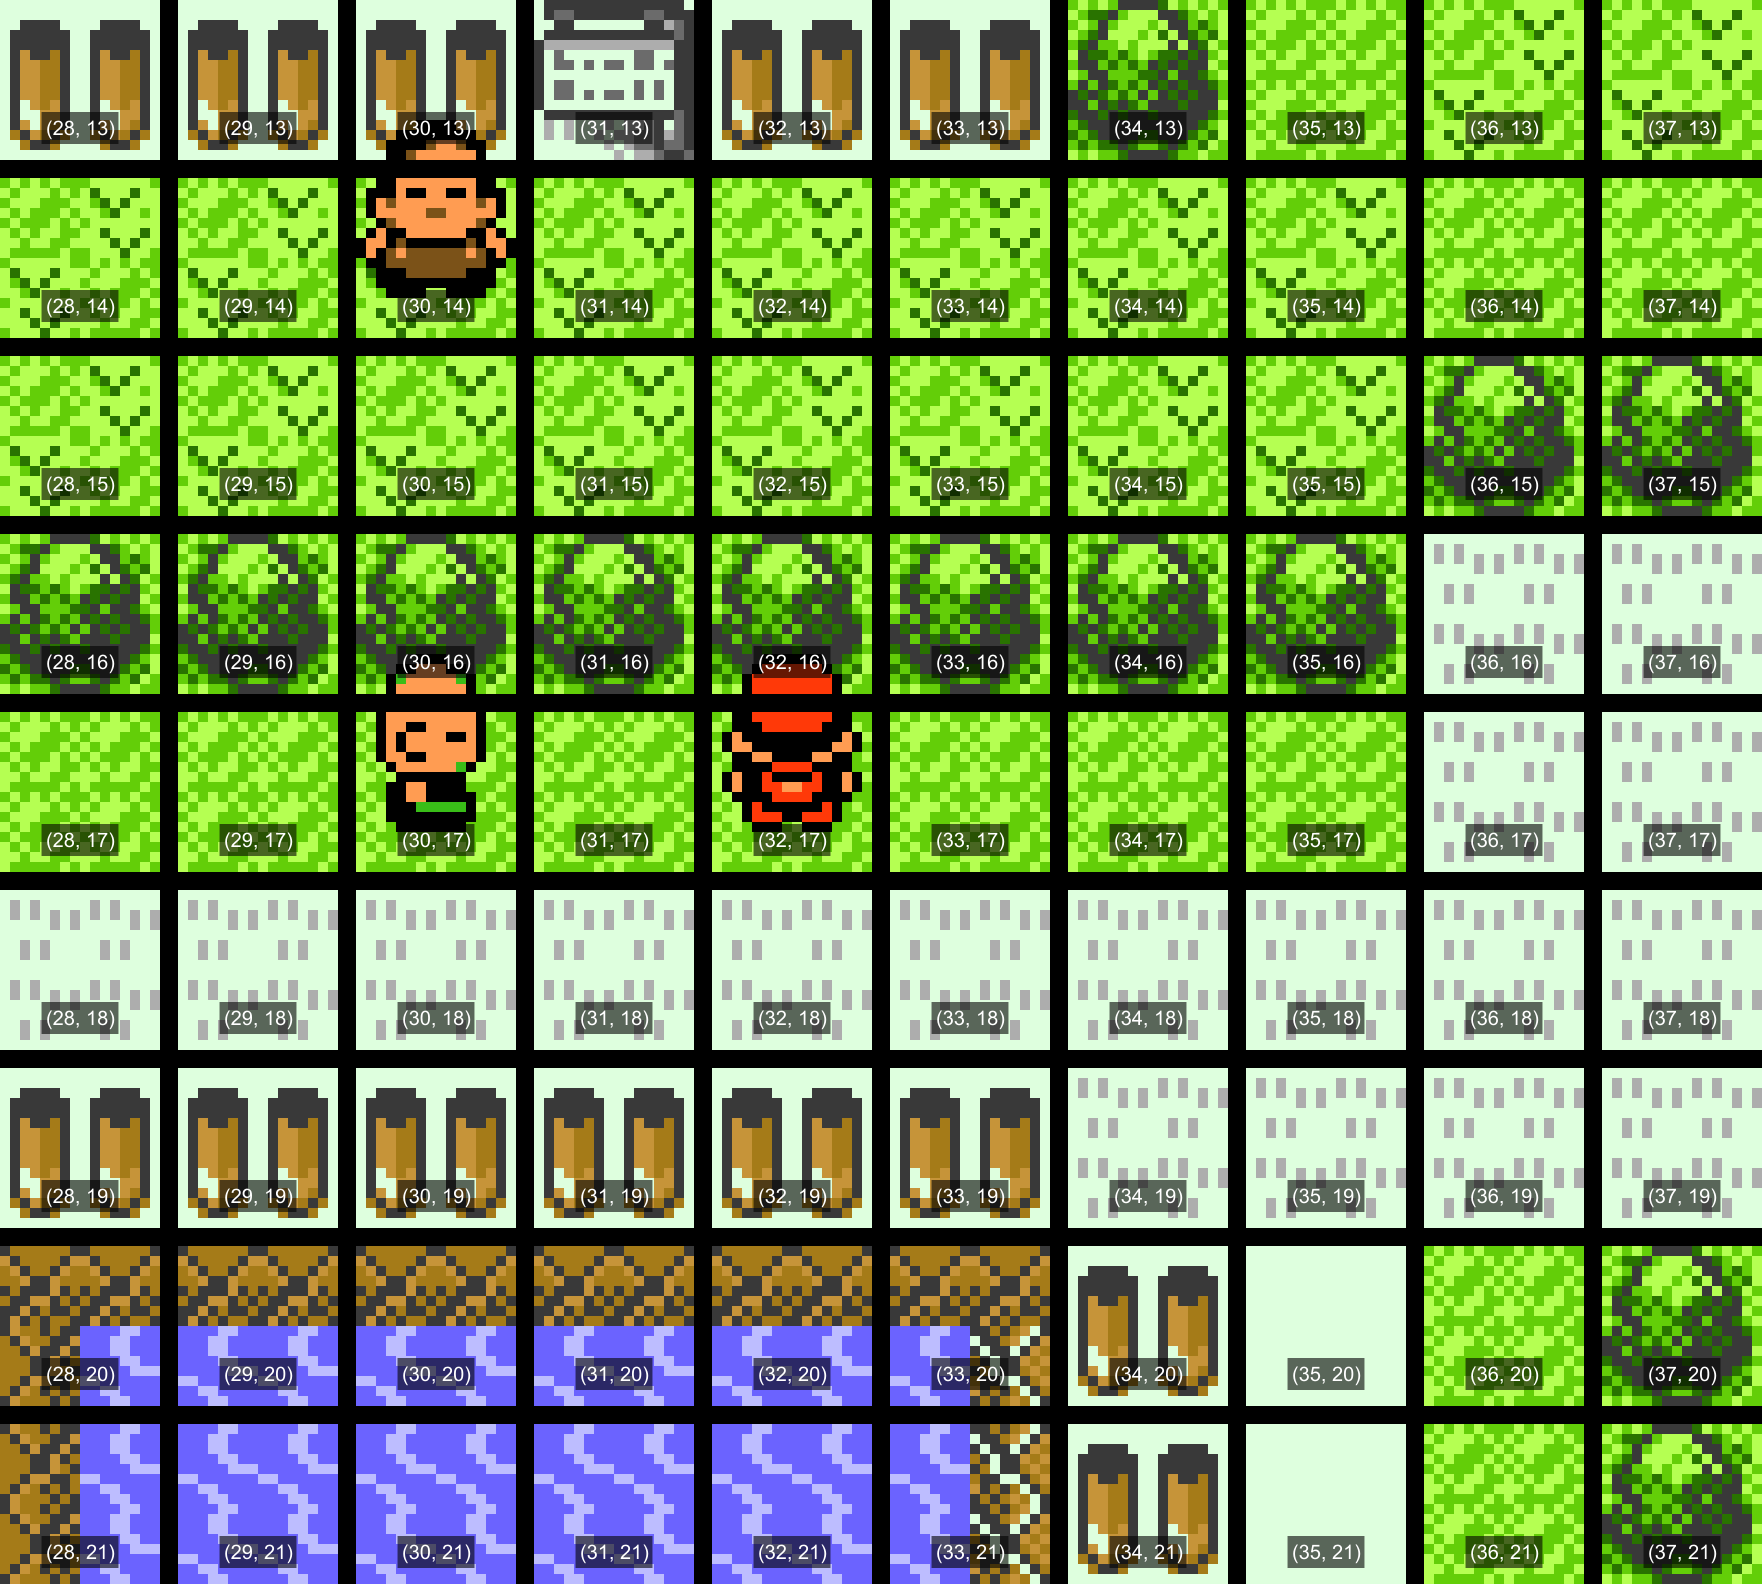 (28, 13) (29, 13) (30, 13) (31, 13) (32, 13) (33, 13) (34, 13) (35, 13) (36, 13) (37, 13)
(28, 14) (29, 14) (30, 14) (31, 14) (32, 14) (33, 14) (34, 14) (35, 14) (36, 14) (37, 14)
(28, 15) (29, 15) (30, 15) (31, 15) (32, 15) (33, 15) (34, 15) (35, 15) (36, 15) (37, 15)
(28, 16) (29, 16) (30, 16) (31, 16) (32, 16) (33, 16) (34, 16) (35, 16) (36, 16) (37, 16)
(28, 17) (29, 17) (30, 17) (31, 17) (32, 17) (33, 17) (34, 17) (35, 17) (36, 17) (37, 17)
(28, 18) (29, 18) (30, 18) (31, 18) (32, 18) (33, 18) (34, 18) (35, 18) (36, 18) (37, 18)
(28, 19) (29, 19) (30, 19) (31, 19) (32, 19) (33, 19) (34, 19) (35, 19) (36, 19) (37, 19)
(28, 20) (29, 20) (30, 20) (31, 20) (32, 20) (33, 20) (34, 20) (35, 20) (36, 20) (37, 20)
(28, 21) (29, 21) (30, 21) (31, 21) (32, 21) (33, 21) (34, 21) (35, 21) (36, 21) (37, 21)